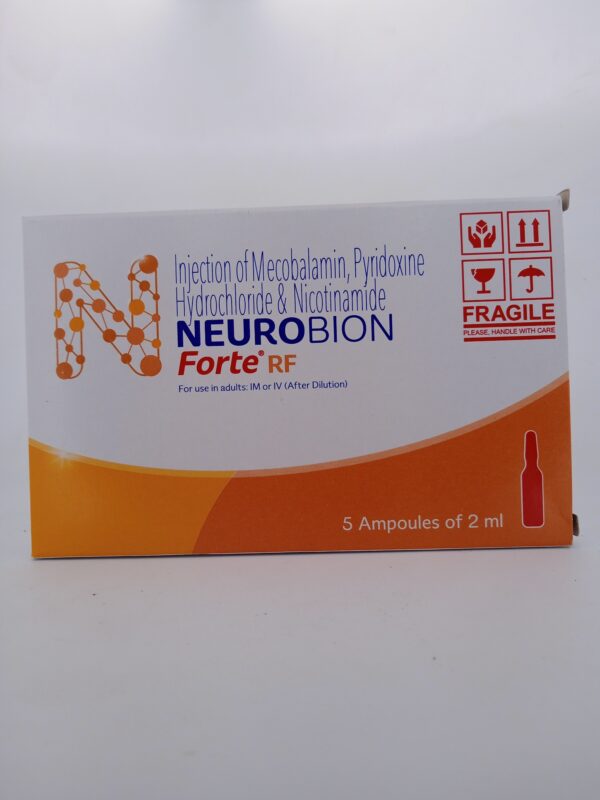 Injection of Mecobalamin, Pyridoxine
Hydrochloride & Nicotinamide
NEUROBION
Forte® RF
For use in adults: IM or IV (After Dilution)
FRAGILE
PLEASE, HANDLE WITH CARE
5 Ampoules of 2 ml